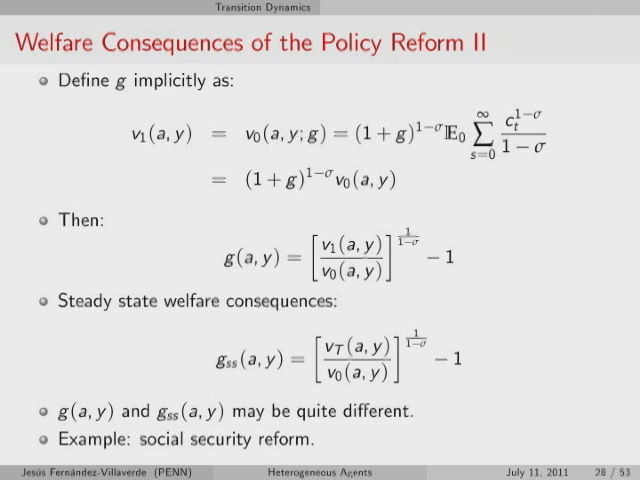 Transition Dynamics
Welfare Consequences of the Policy Reform II
Define g implicitly as:
v₁(a, y) = v₀(a, y; g) = (1 + g)^{1−σ} 𝔼₀ ∑_{s=0}^{∞} c_t^{1−σ} / (1 − σ)
= (1 + g)^{1−σ} v₀(a, y)
Then:
g(a, y) = [v₁(a, y) / v₀(a, y)]^{1/(1−σ)} − 1
Steady state welfare consequences:
g_{ss}(a, y) = [v_T(a, y) / v₀(a, y)]^{1/(1−σ)} − 1
g(a, y) and g_{ss}(a, y) may be quite different.
Example: social security reform.
Jesús Fernández-Villaverde (PENN) Heterogeneous Agents July 11, 2011 28 / 53